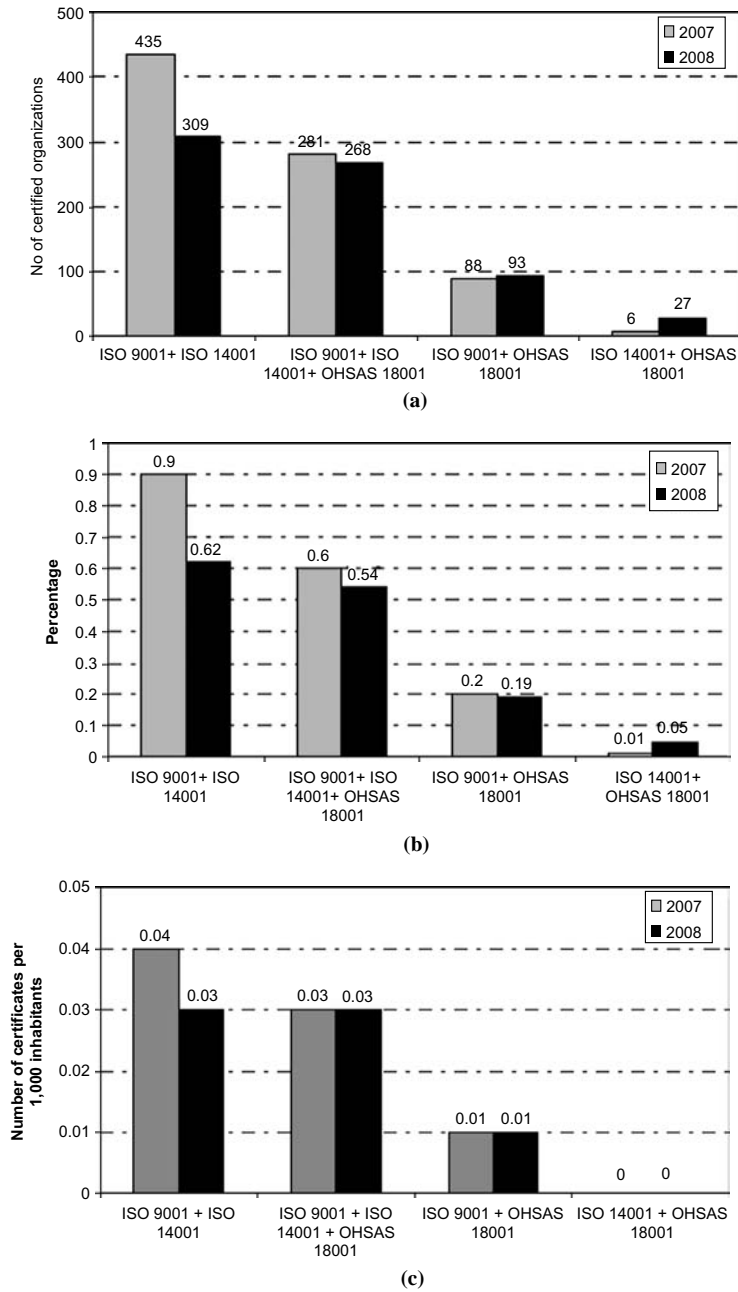 500
400
300
200
100
0
No of certified organizations
2007
2008
435
309
281
268
88
93
6
27
ISO 9001+ ISO 14001
ISO 9001+ ISO
14001+ OHSAS 18001
ISO 9001+ OHSAS
18001
ISO 14001+ OHSAS
18001
(a)
1
0.9
0.8
0.7
0.6
0.5
0.4
0.3
0.2
0.1
0
Percentage
2007
2008
0.9
0.62
0.6
0.54
0.2
0.19
0.01
0.05
ISO 9001+ ISO
14001
ISO 9001+ ISO
14001+ OHSAS
18001
ISO 9001+ OHSAS
18001
ISO 14001+
OHSAS 18001
(b)
0.05
0.04
0.03
0.02
0.01
0
Number of certificates per
1,000 inhabitants
2007
2008
0.04
0.03
0.03
0.03
0.01
0.01
0
0
ISO 9001 + ISO
14001
ISO 9001 + ISO
14001 + OHSAS
18001
ISO 9001 + OHSAS
18001
ISO 14001 + OHSAS
18001
(c)